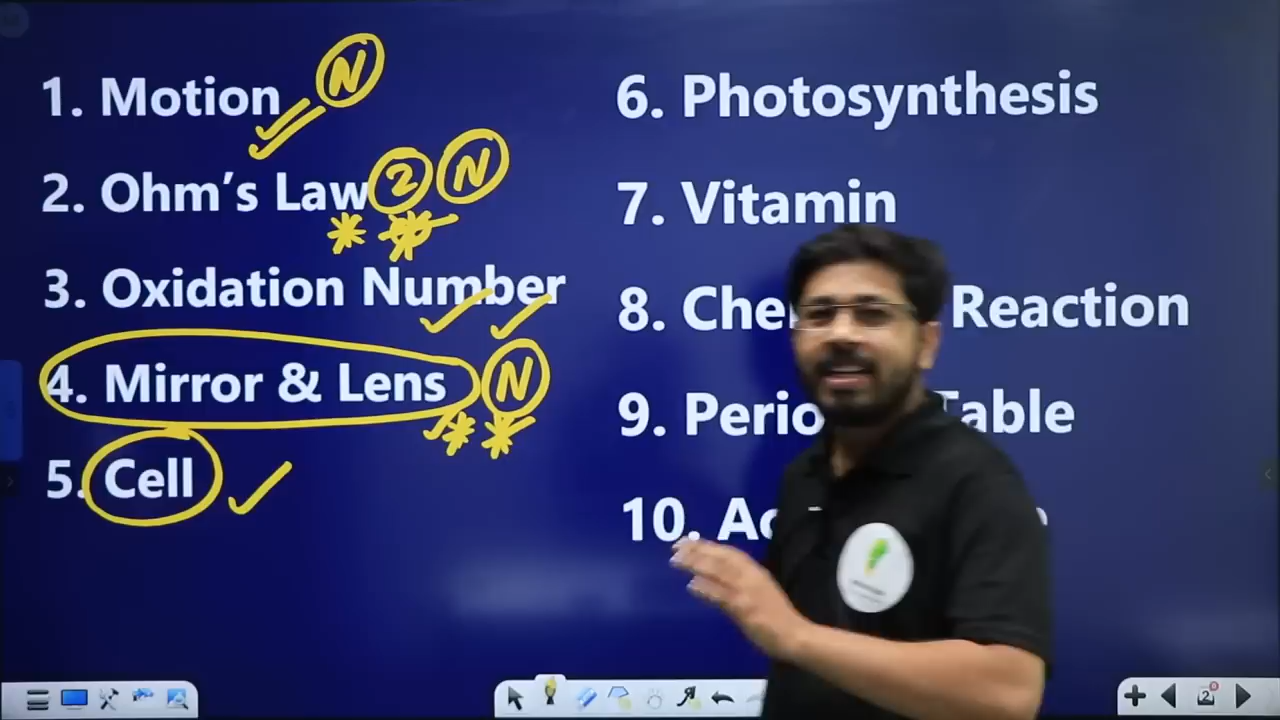 1. Motion N
2. Ohm's Law 2 N
3. Oxidation Number
4. Mirror & Lens N
5. Cell
6. Photosynthesis
7. Vitamin
8. Reaction
9. Table
10.
2